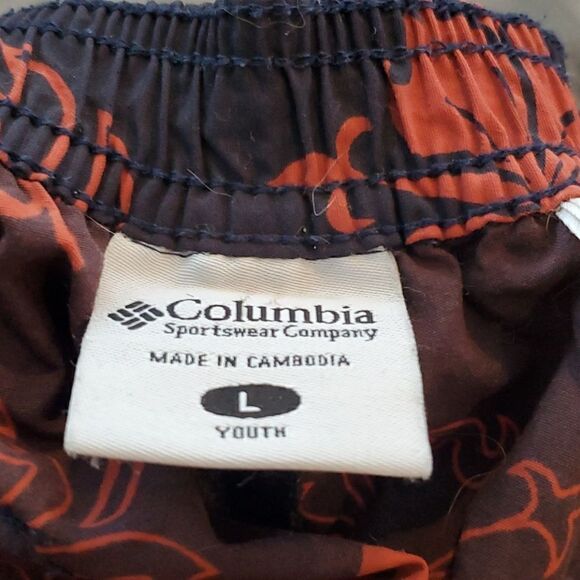 Columbia
Sportswear Company
MADE IN CAMBODIA
L
YOUTH